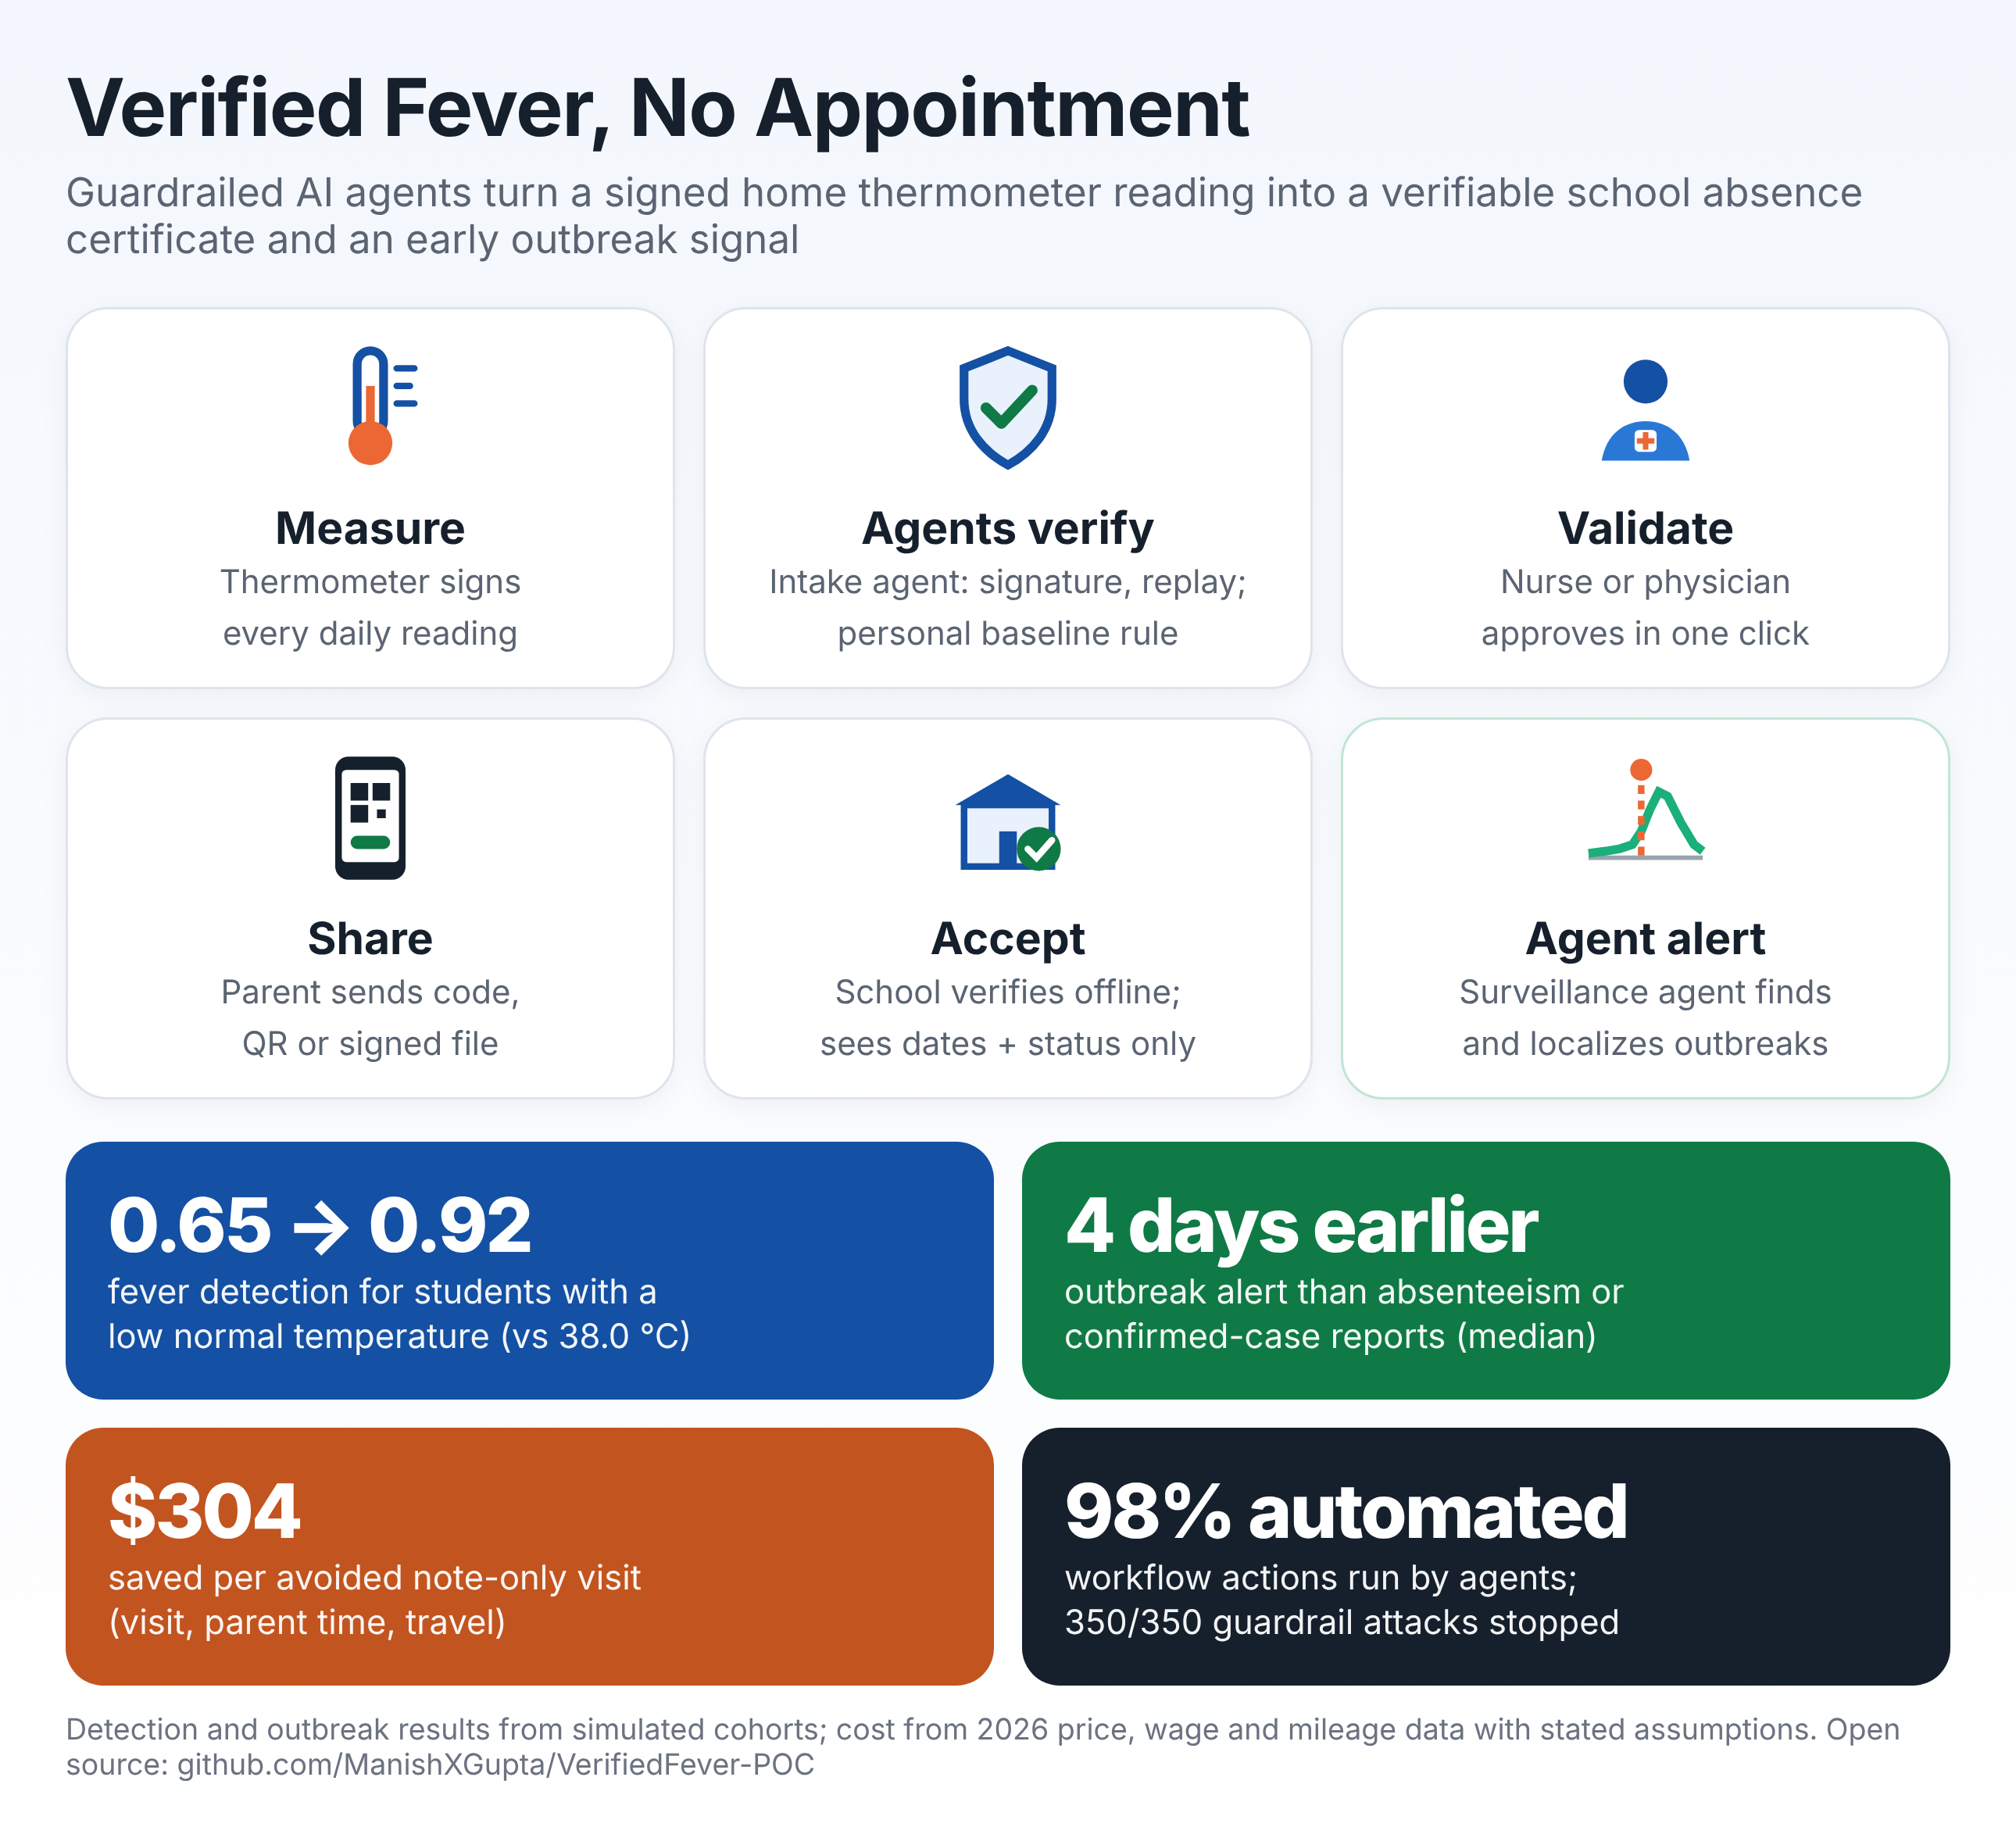 Verified Fever, No Appointment
Guardrailed AI agents turn a signed home thermometer reading into a verifiable school absence
certificate and an early outbreak signal
Measure
Thermometer signs
every daily reading
Agents verify
Intake agent: signature, replay;
personal baseline rule
Validate
Nurse or physician
approves in one click
Share
Parent sends code,
QR or signed file
Accept
School verifies offline;
sees dates + status only
Agent alert
Surveillance agent finds
and localizes outbreaks
0.65 → 0.92
fever detection for students with a
low normal temperature (vs 38.0 °C)
4 days earlier
outbreak alert than absenteeism or
confirmed-case reports (median)
$304
saved per avoided note-only visit
(visit, parent time, travel)
98% automated
workflow actions run by agents;
350/350 guardrail attacks stopped
Detection and outbreak results from simulated cohorts; cost from 2026 price, wage and mileage data with stated assumptions. Open
source: github.com/ManishXGupta/VerifiedFever-POC